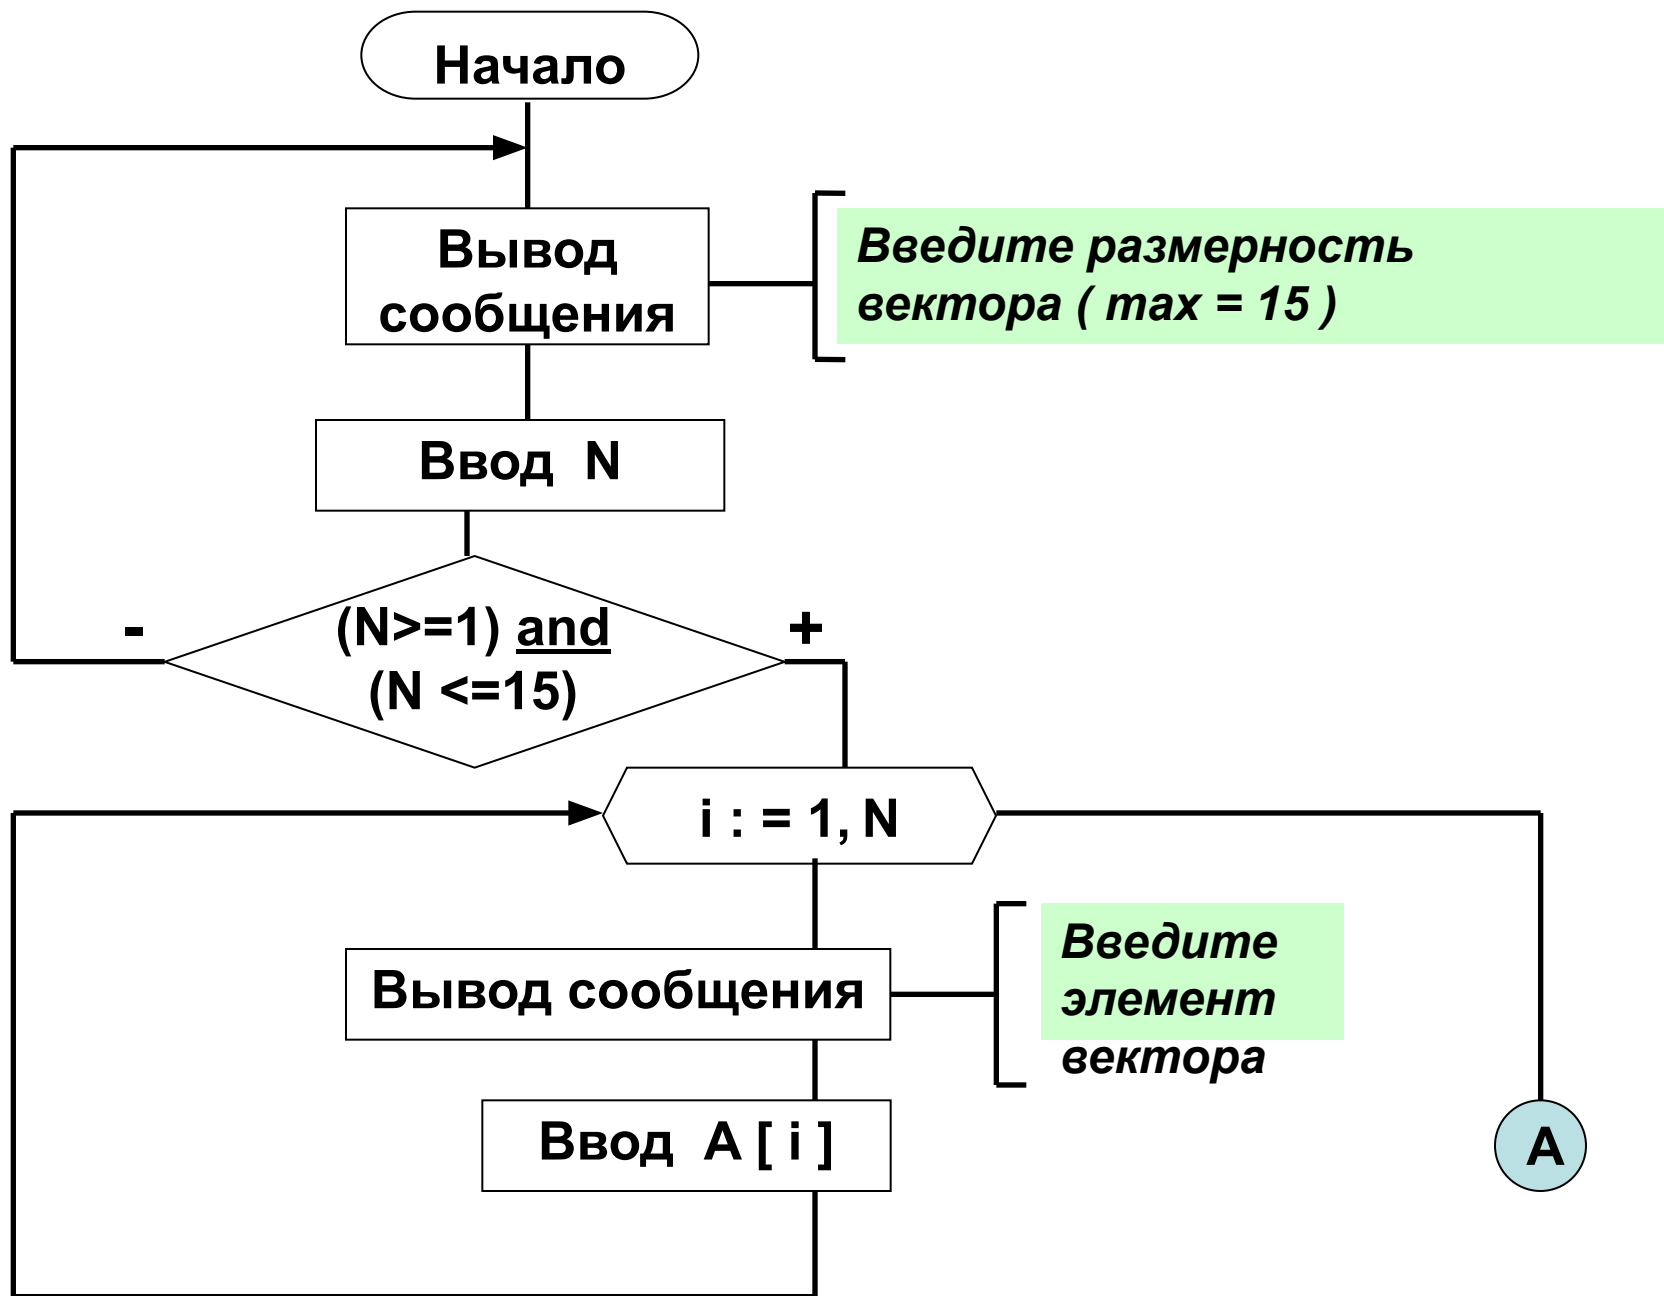 Начало
Вывод
сообщения
Введите размерность
вектора ( max = 15 )
Ввод N
- (N>=1) and +
(N <=15)
i : = 1, N
Вывод сообщения
Введите
элемент
вектора
Ввод A [ i ]
А